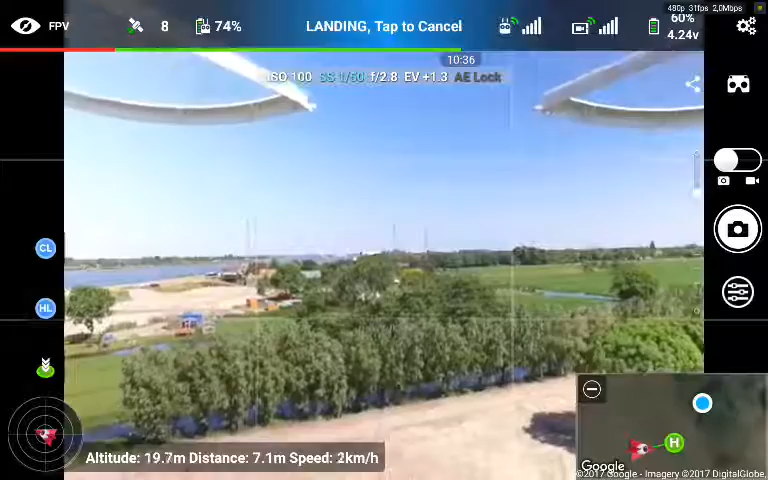 480p 31fps 2,0Mbps
FPV
8
74%
LANDING, Tap to Cancel
60%
4.24v
10:36
ISO 100 SS 1/50 f/2.8 EV +1.3 AE Lock
CL
HL
H
Altitude: 19.7m Distance: 7.1m Speed: 2km/h
Google
©2017 Google - Imagery ©2017 DigitalGlobe,